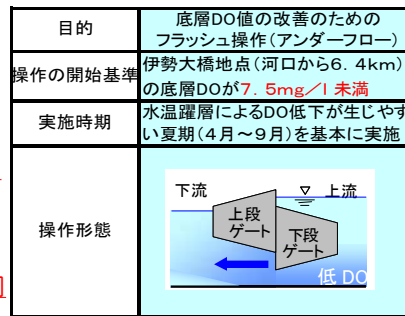 目的
底層DO値の改善のための
フラッシュ操作(アンダーフロー)
操作の開始基準
伊勢大橋地点(河口から6.4km)
の底層DOが7.5mg/l 未満
実施時期
水温躍層によるDO低下が生じやす
い夏期(4月~9月)を基本に実施
操作形態
下流
▽
上流
上段
ゲート
下段
ゲート
低 DO